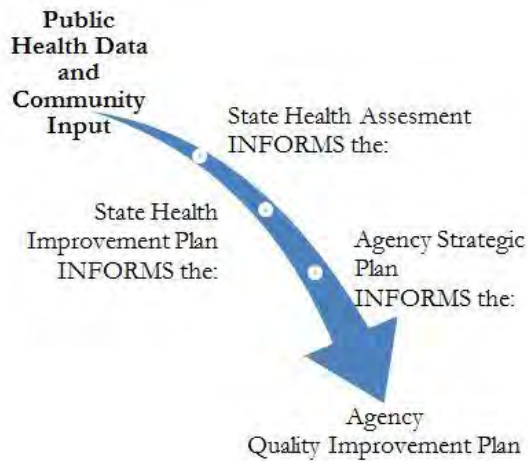 Public
Health Data
and
Community
Input
State Health Assesment
INFORMS the:
State Health
Improvement Plan
INFORMS the:
Agency Strategic
Plan
INFORMS the:
Agency
Quality Improvement Plan